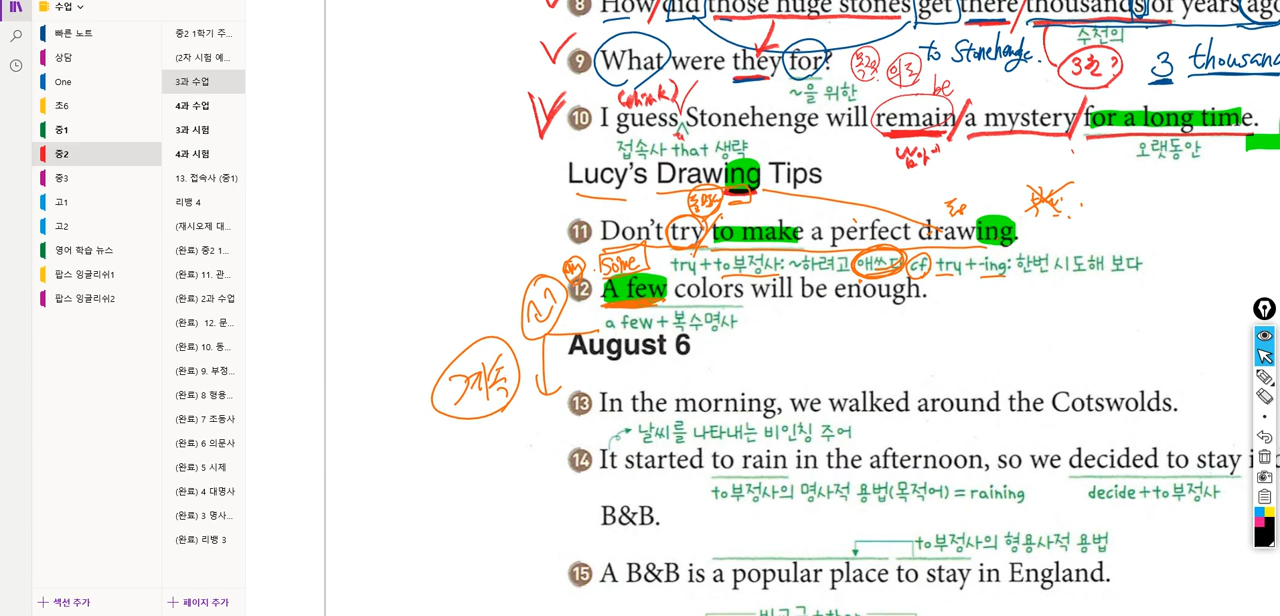 수업
빠른 노트
상담
One
초6
중1
중2
중3
고1
고2
영어 학습 뉴스
팝스 잉글리쉬1
팝스 잉글리쉬2
섹션 추가
중2 1학기 주...
(2차 시험 예...
3과 수업
4과 수업
3과 시험
4과 시험
13. 접속사 (중1)
리뱅 4
(재시오제 대...
(완료) 중2 1...
(완료) 11. 관...
(완료) 2과 수업
(완료) 12. 문...
(완료) 10. 동...
(완료) 9. 부정...
(완료) 8 형용...
(완료) 7 조동사
(완료) 6 의문사
(완료) 5 시제
(완료) 4 대명사
(완료) 3 명사...
(완료) 리뱅 3
페이지 추가
8 How did those huge stones get there thousands of years ago
수천의
to Stonehenge.
3천?
3 thousand
9 What were they for?
~을 위한
be
(that)
10 I guess Stonehenge will remain a mystery for a long time.
접속사 that 생략
오랫동안
Lucy's Drawing Tips
11 Don't try to make a perfect drawing.
some
try+to부정사: ~하려고 애쓰다 cf try+-ing: 한번 시도해 보다
12 A few colors will be enough.
a few+복수명사
August 6
계속
13 In the morning, we walked around the Cotswolds.
날씨를 나타내는 비인칭 주어
14 It started to rain in the afternoon, so we decided to stay
to부정사의 명사적 용법(목적어) = raining
decide+to부정사
B&B.
to부정사의 형용사적 용법
15 A B&B is a popular place to stay in England.